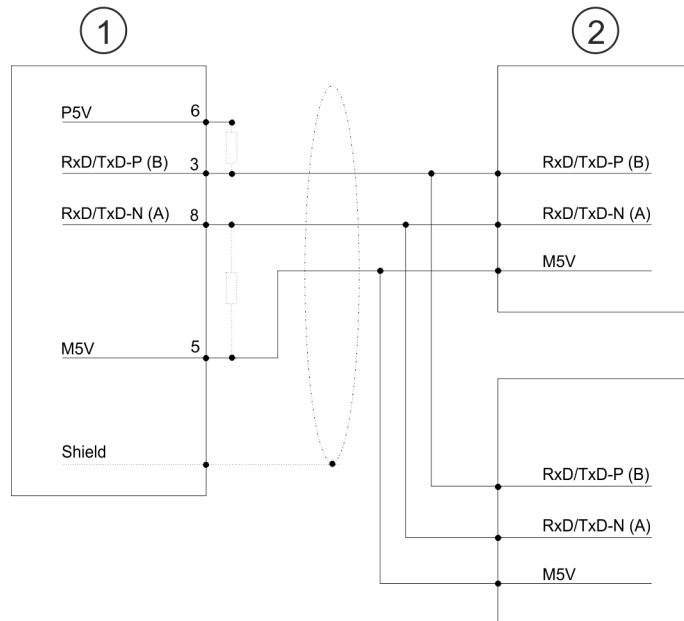 1
2
P5V 6
RxD/TxD-P (B) 3
RxD/TxD-N (A) 8
M5V 5
Shield
RxD/TxD-P (B)
RxD/TxD-N (A)
M5V
RxD/TxD-P (B)
RxD/TxD-N (A)
M5V